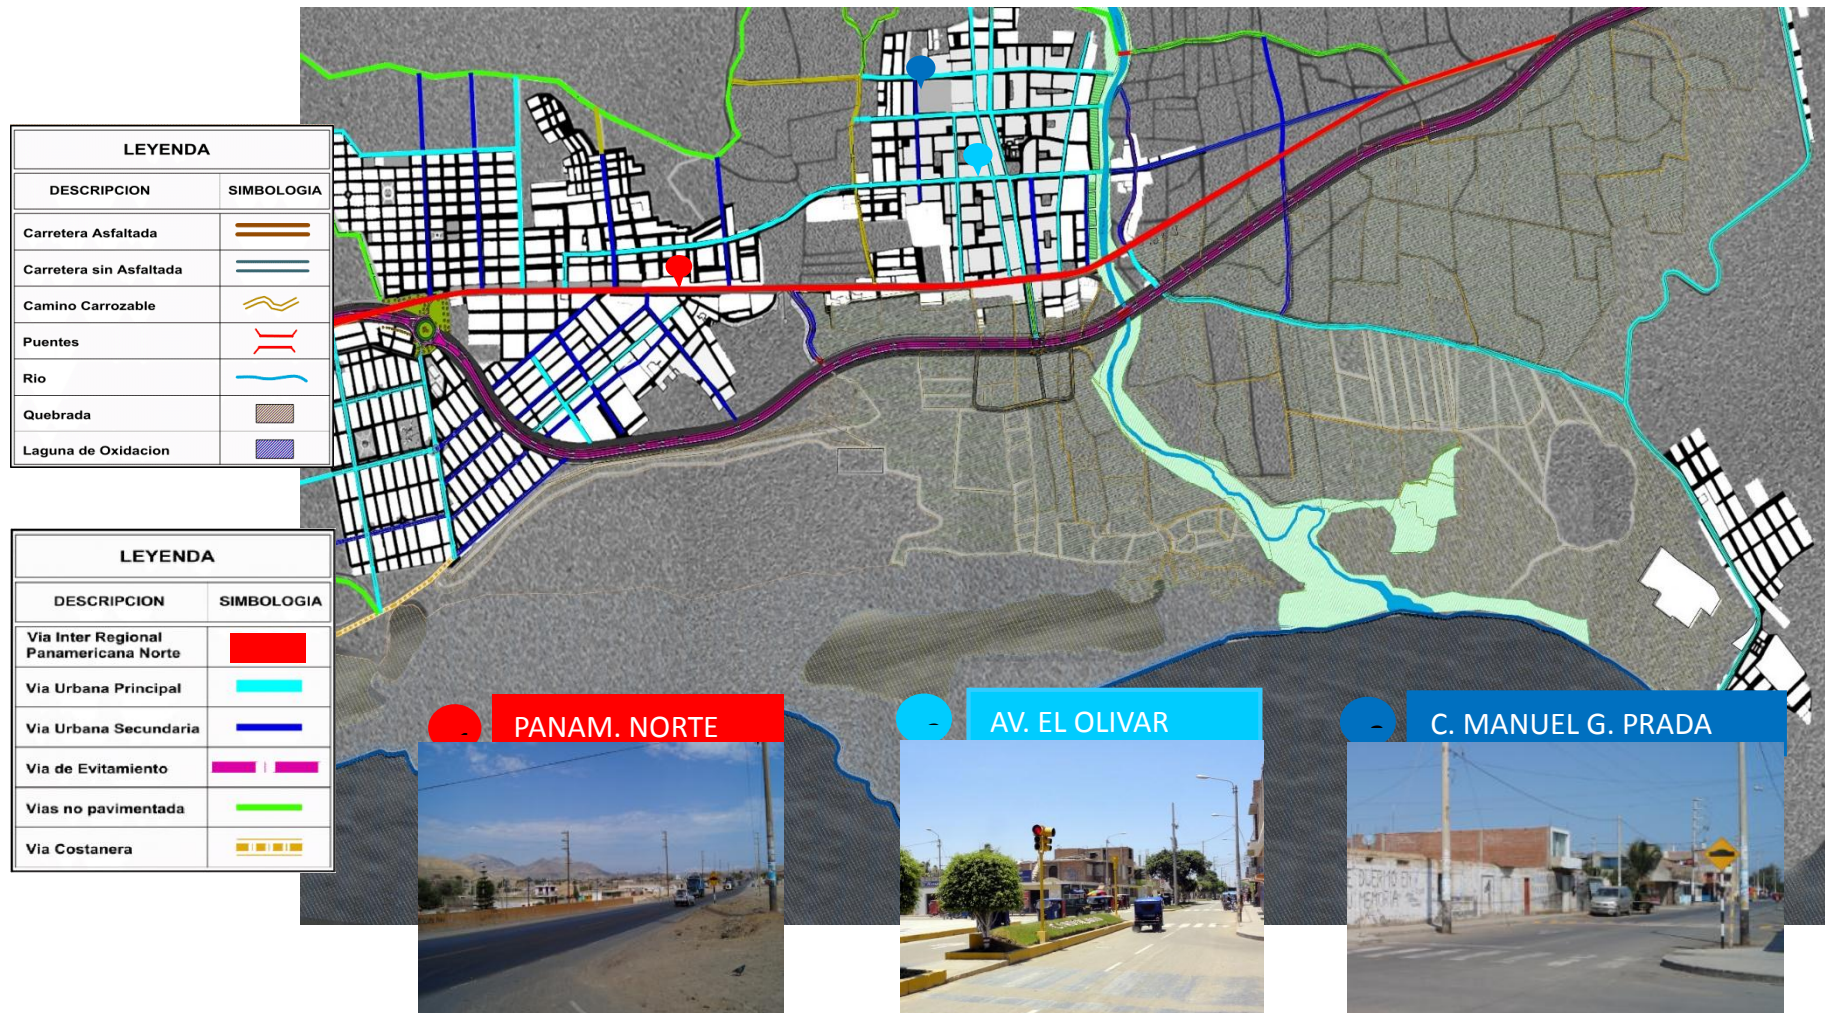 LEYENDA
DESCRIPCION SIMBOLOGIA
Carretera Asfaltada
Carretera sin Asfaltada
Camino Carrozable
Puentes
Rio
Quebrada
Laguna de Oxidacion
LEYENDA
DESCRIPCION SIMBOLOGIA
Via Inter Regional
Panamericana Norte
Via Urbana Principal
Via Urbana Secundaria
Via de Evitamiento
Vias no pavimentada
Via Costanera
PANAM. NORTE
AV. EL OLIVAR
C. MANUEL G. PRADA